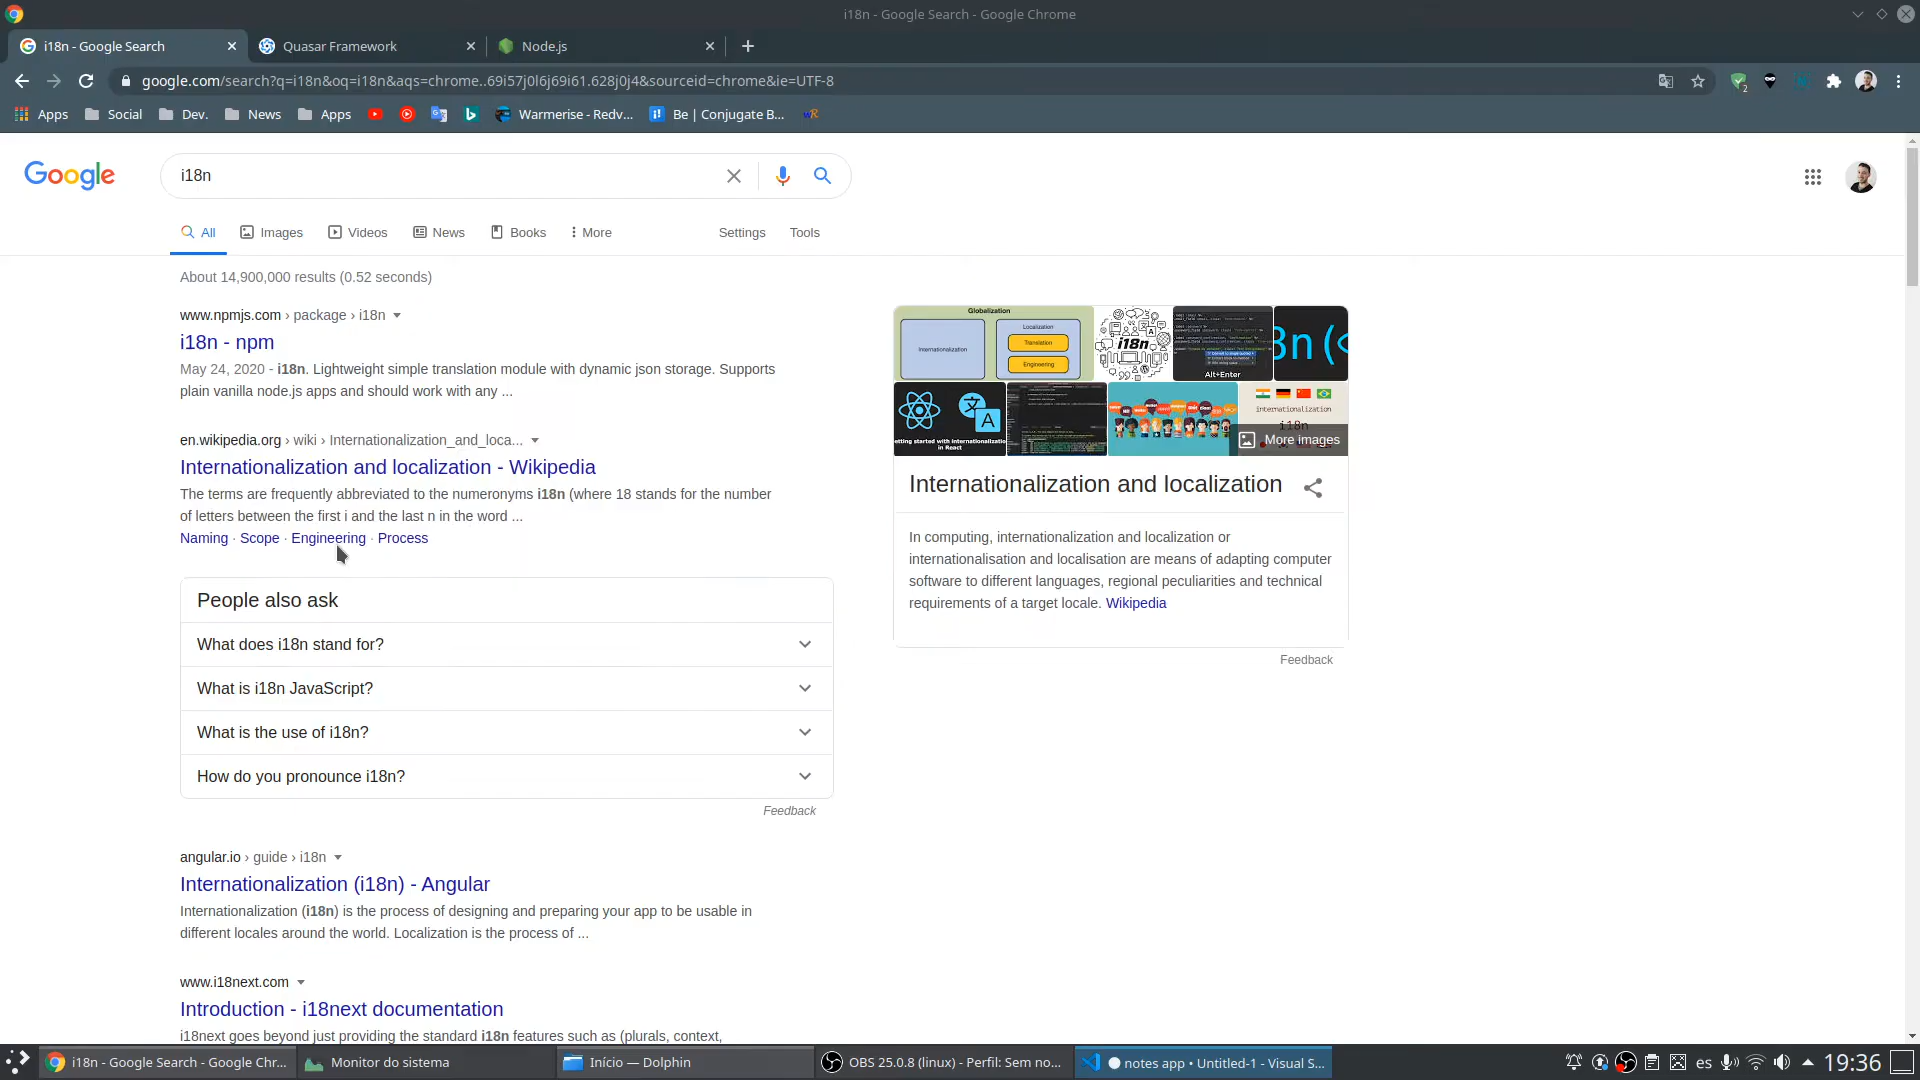 i18n - Google Search - Google Chrome
i18n - Google Search
Quasar Framework
Node.js
google.com/search?q=i18n&oq=i18n&aqs=chrome..69i57j0l6j69i61.628j0j4&sourceid=chrome&ie=UTF-8
2
Apps
Social
Dev.
News
Apps
Warmerise - Redv...
Be | Conjugate B...
Google
i18n
All
Images
Videos
News
Books
More
Settings
Tools
About 14,900,000 results (0.52 seconds)
www.npmjs.com › package › i18n
i18n - npm
May 24, 2020 - i18n. Lightweight simple translation module with dynamic json storage. Supports
plain vanilla node.js apps and should work with any ...
en.wikipedia.org › wiki › Internationalization_and_loca...
Internationalization and localization - Wikipedia
The terms are frequently abbreviated to the numeronyms i18n (where 18 stands for the number
of letters between the first i and the last n in the word ...
Naming · Scope · Engineering · Process
People also ask
What does i18n stand for?
What is i18n JavaScript?
What is the use of i18n?
How do you pronounce i18n?
Feedback
angular.io › guide › i18n
Internationalization (i18n) - Angular
Internationalization (i18n) is the process of designing and preparing your app to be usable in
different locales around the world. Localization is the process of ...
www.i18next.com
Introduction - i18next documentation
i18next goes beyond just providing the standard i18n features such as (plurals, context,
Globalization
Internationalization
Localization
Translation
Engineering
i18n
Alt+Enter
8n(
etting started with internationalizatio
in React
internationalization
i18n
More images
Internationalization and localization
In computing, internationalization and localization or
internationalisation and localisation are means of adapting computer
software to different languages, regional peculiarities and technical
requirements of a target locale. Wikipedia
Feedback
i18n - Google Search - Google Chr...
Monitor do sistema
Início — Dolphin
OBS 25.0.8 (linux) - Perfil: Sem no...
notes app • Untitled-1 - Visual S...
es
19:36